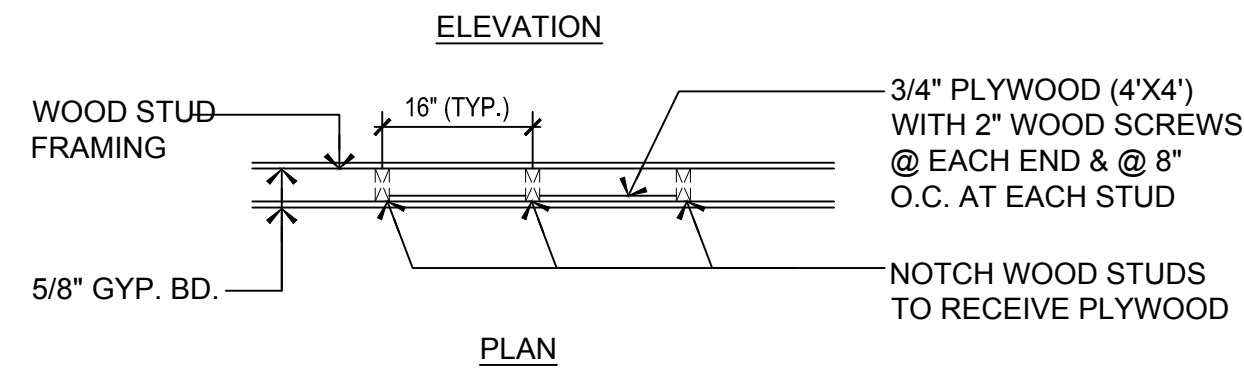 ELEVATION
WOOD STUD
FRAMING
16" (TYP.)
3/4" PLYWOOD (4'X4')
WITH 2" WOOD SCREWS
@ EACH END & @ 8"
O.C. AT EACH STUD
5/8" GYP. BD.
NOTCH WOOD STUDS
TO RECEIVE PLYWOOD
PLAN